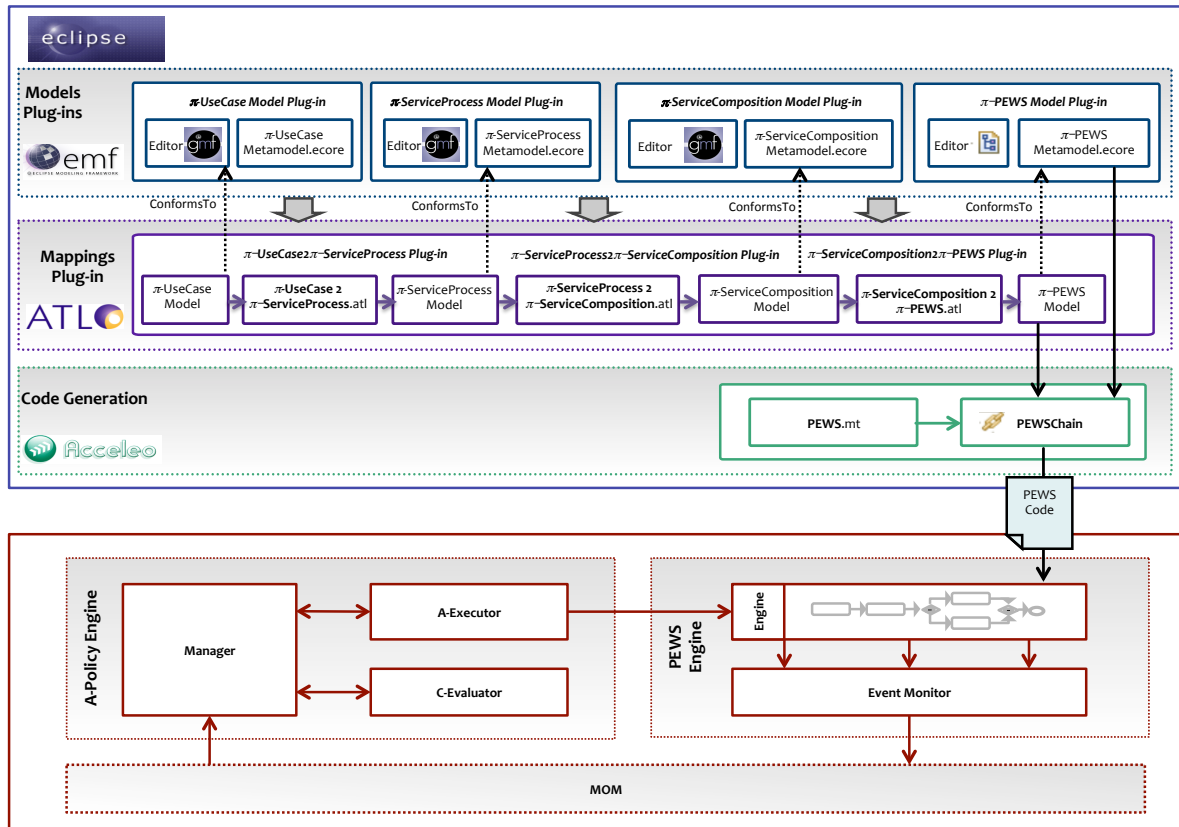 eclipse
Models
Plug-ins
emf
ECLIPSE MODELING FRAMEWORK
π-UseCase Model Plug-in
Editor
gmf
π-UseCase
Metamodel.ecore
π-ServiceProcess Model Plug-in
Editor
gmf
π-ServiceProcess
Metamodel.ecore
π-ServiceComposition Model Plug-in
Editor
gmf
π-ServiceComposition
Metamodel.ecore
π-PEWS Model Plug-in
Editor
π-PEWS
Metamodel.ecore
ConformsTo
ConformsTo
ConformsTo
ConformsTo
Mappings
Plug-in
ATL
π-UseCase2π-ServiceProcess Plug-in
π-ServiceProcess2π-ServiceComposition Plug-in
π-ServiceComposition2π-PEWS Plug-in
π-UseCase
Model
π-UseCase 2
π-ServiceProcess.atl
π-ServiceProcess
Model
π-ServiceProcess 2
π-ServiceComposition.atl
π-ServiceComposition
Model
π-ServiceComposition 2
π-PEWS.atl
π-PEWS
Model
Code Generation
Acceleo
PEWS.mt
PEWSChain
PEWS
Code
A-Policy Engine
Manager
A-Executor
C-Evaluator
PEWS
Engine
Engine
Event Monitor
MOM